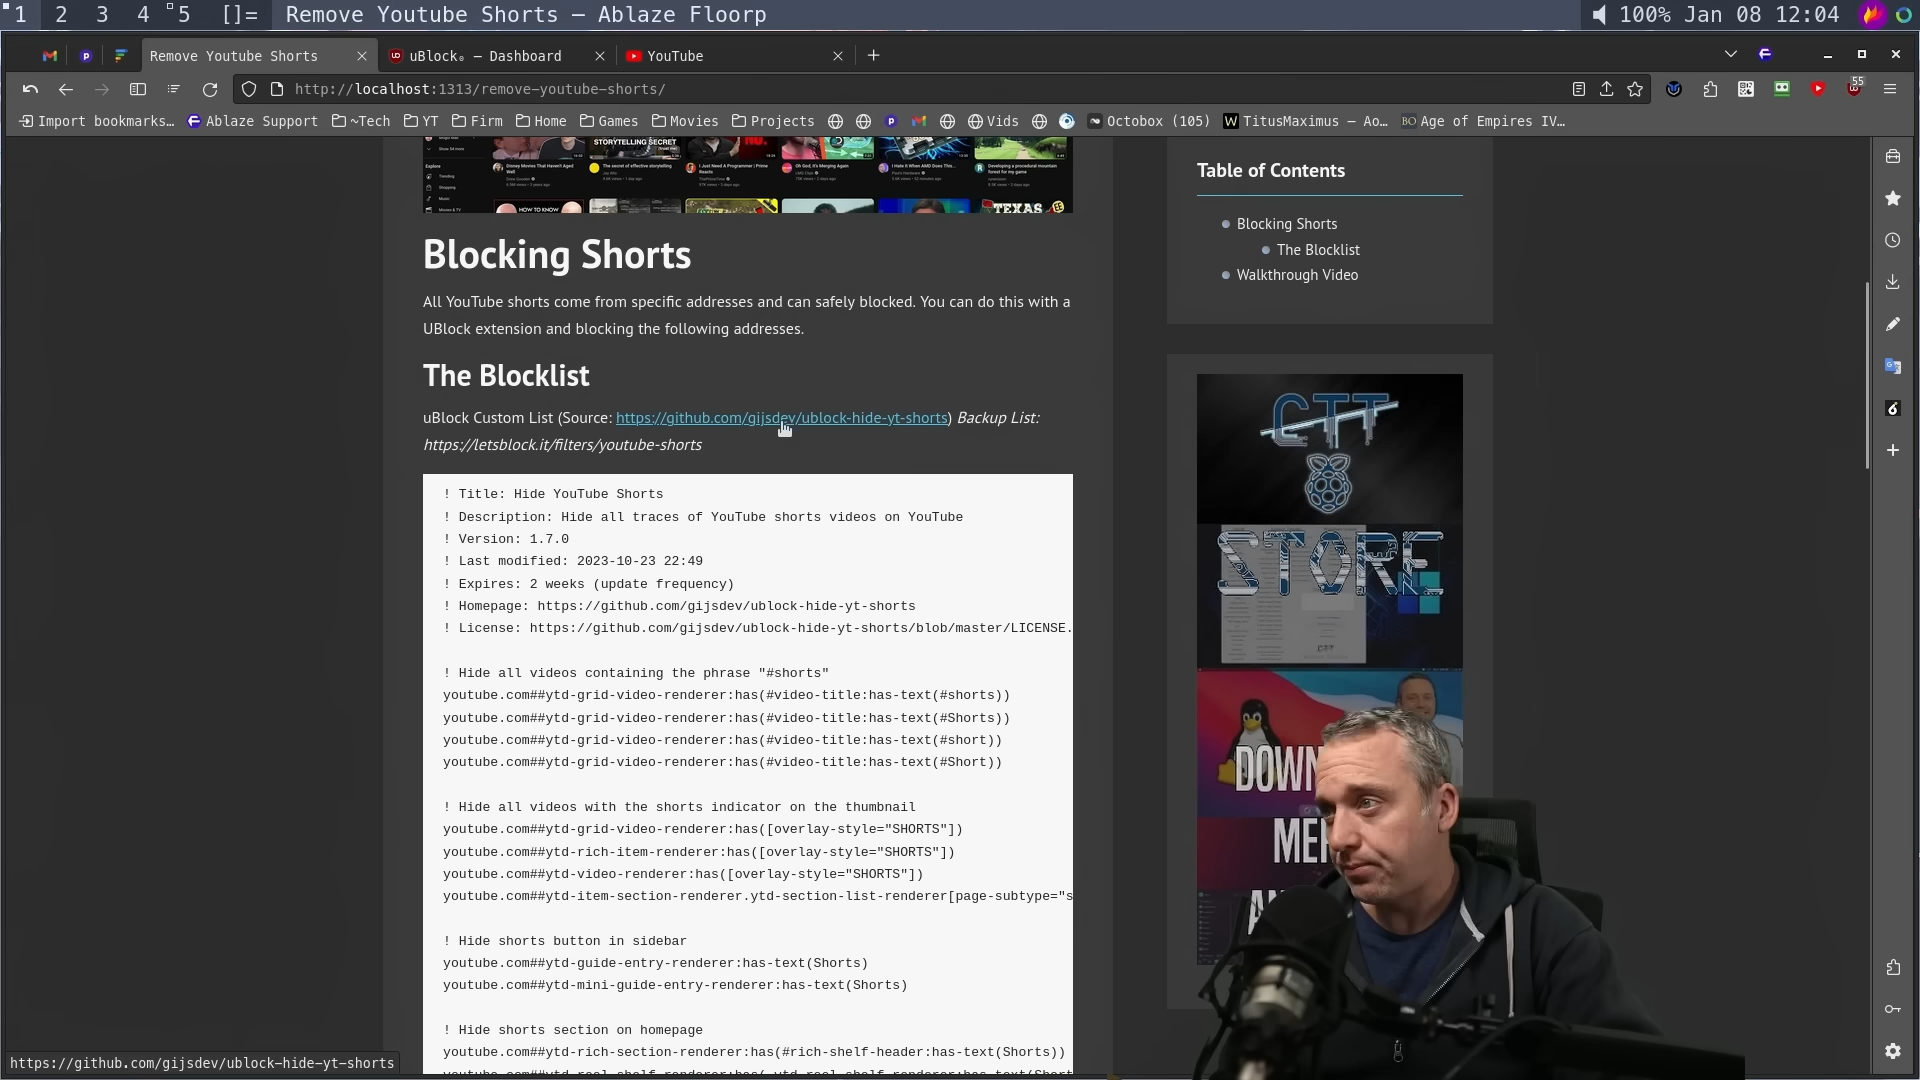 1 2 3 4 5 []= Remove Youtube Shorts — Ablaze Floorp 100% Jan 08 12:04
Remove Youtube Shorts uBlock₀ — Dashboard YouTube
http://localhost:1313/remove-youtube-shorts/ 55
Import bookmarks… Ablaze Support ~Tech YT Firm Home Games Movies Projects Vids Octobox (105) TitusMaximus — Ao… BO Age of Empires IV…
Blocking Shorts
All YouTube shorts come from specific addresses and can safely blocked. You can do this with a
UBlock extension and blocking the following addresses.
The Blocklist
uBlock Custom List (Source: https://github.com/gijsdev/ublock-hide-yt-shorts) Backup List:
https://letsblock.it/filters/youtube-shorts
! Title: Hide YouTube Shorts
! Description: Hide all traces of YouTube shorts videos on YouTube
! Version: 1.7.0
! Last modified: 2023-10-23 22:49
! Expires: 2 weeks (update frequency)
! Homepage: https://github.com/gijsdev/ublock-hide-yt-shorts
! License: https://github.com/gijsdev/ublock-hide-yt-shorts/blob/master/LICENSE.
! Hide all videos containing the phrase "#shorts"
youtube.com##ytd-grid-video-renderer:has(#video-title:has-text(#shorts))
youtube.com##ytd-grid-video-renderer:has(#video-title:has-text(#Shorts))
youtube.com##ytd-grid-video-renderer:has(#video-title:has-text(#short))
youtube.com##ytd-grid-video-renderer:has(#video-title:has-text(#Short))
! Hide all videos with the shorts indicator on the thumbnail
youtube.com##ytd-grid-video-renderer:has([overlay-style="SHORTS"])
youtube.com##ytd-rich-item-renderer:has([overlay-style="SHORTS"])
youtube.com##ytd-video-renderer:has([overlay-style="SHORTS"])
youtube.com##ytd-item-section-renderer.ytd-section-list-renderer[page-subtype="s
! Hide shorts button in sidebar
youtube.com##ytd-guide-entry-renderer:has-text(Shorts)
youtube.com##ytd-mini-guide-entry-renderer:has-text(Shorts)
! Hide shorts section on homepage
youtube.com##ytd-rich-section-renderer:has(#rich-shelf-header:has-text(Shorts))
https://github.com/gijsdev/ublock-hide-yt-shorts
Table of Contents
Blocking Shorts
The Blocklist
Walkthrough Video
CTT
STORE
DOWN
STORYTELLING SECRET
HOW TO KNOW
TEXAS